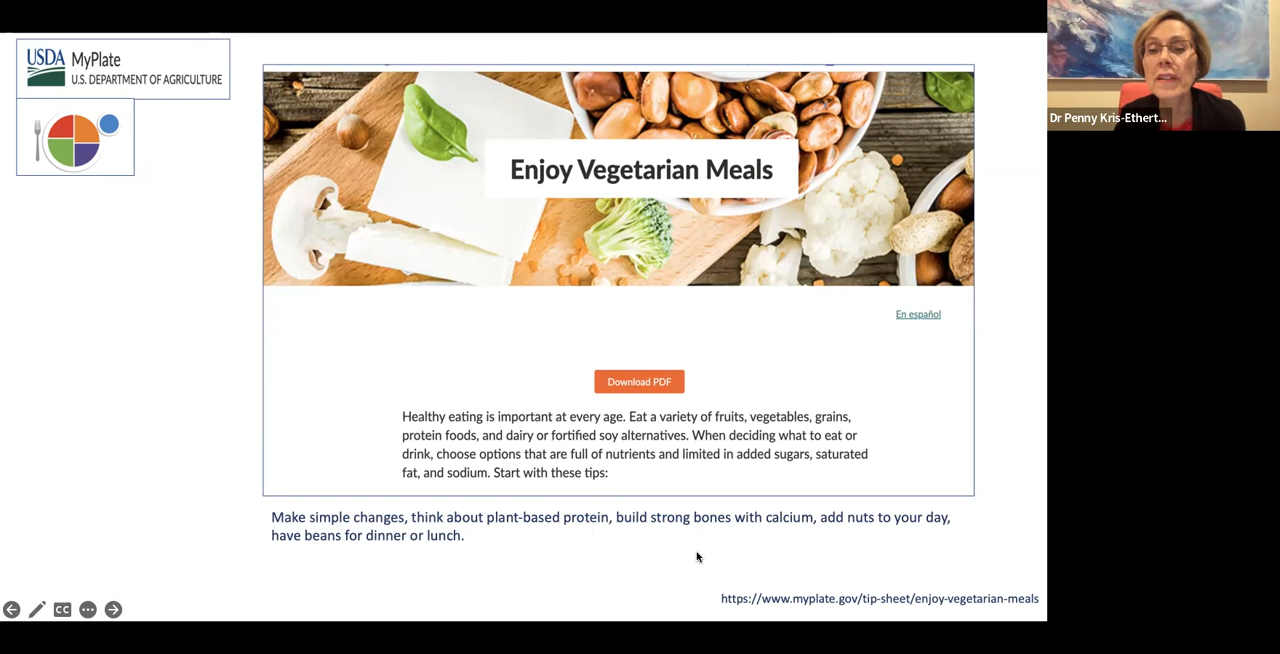 USDA MyPlate
U.S. DEPARTMENT OF AGRICULTURE
Enjoy Vegetarian Meals
En español
Download PDF
Healthy eating is important at every age. Eat a variety of fruits, vegetables, grains,
protein foods, and dairy or fortified soy alternatives. When deciding what to eat or
drink, choose options that are full of nutrients and limited in added sugars, saturated
fat, and sodium. Start with these tips:
Make simple changes, think about plant-based protein, build strong bones with calcium, add nuts to your day,
have beans for dinner or lunch.
https://www.myplate.gov/tip-sheet/enjoy-vegetarian-meals
CC
Dr Penny Kris-Ethert...